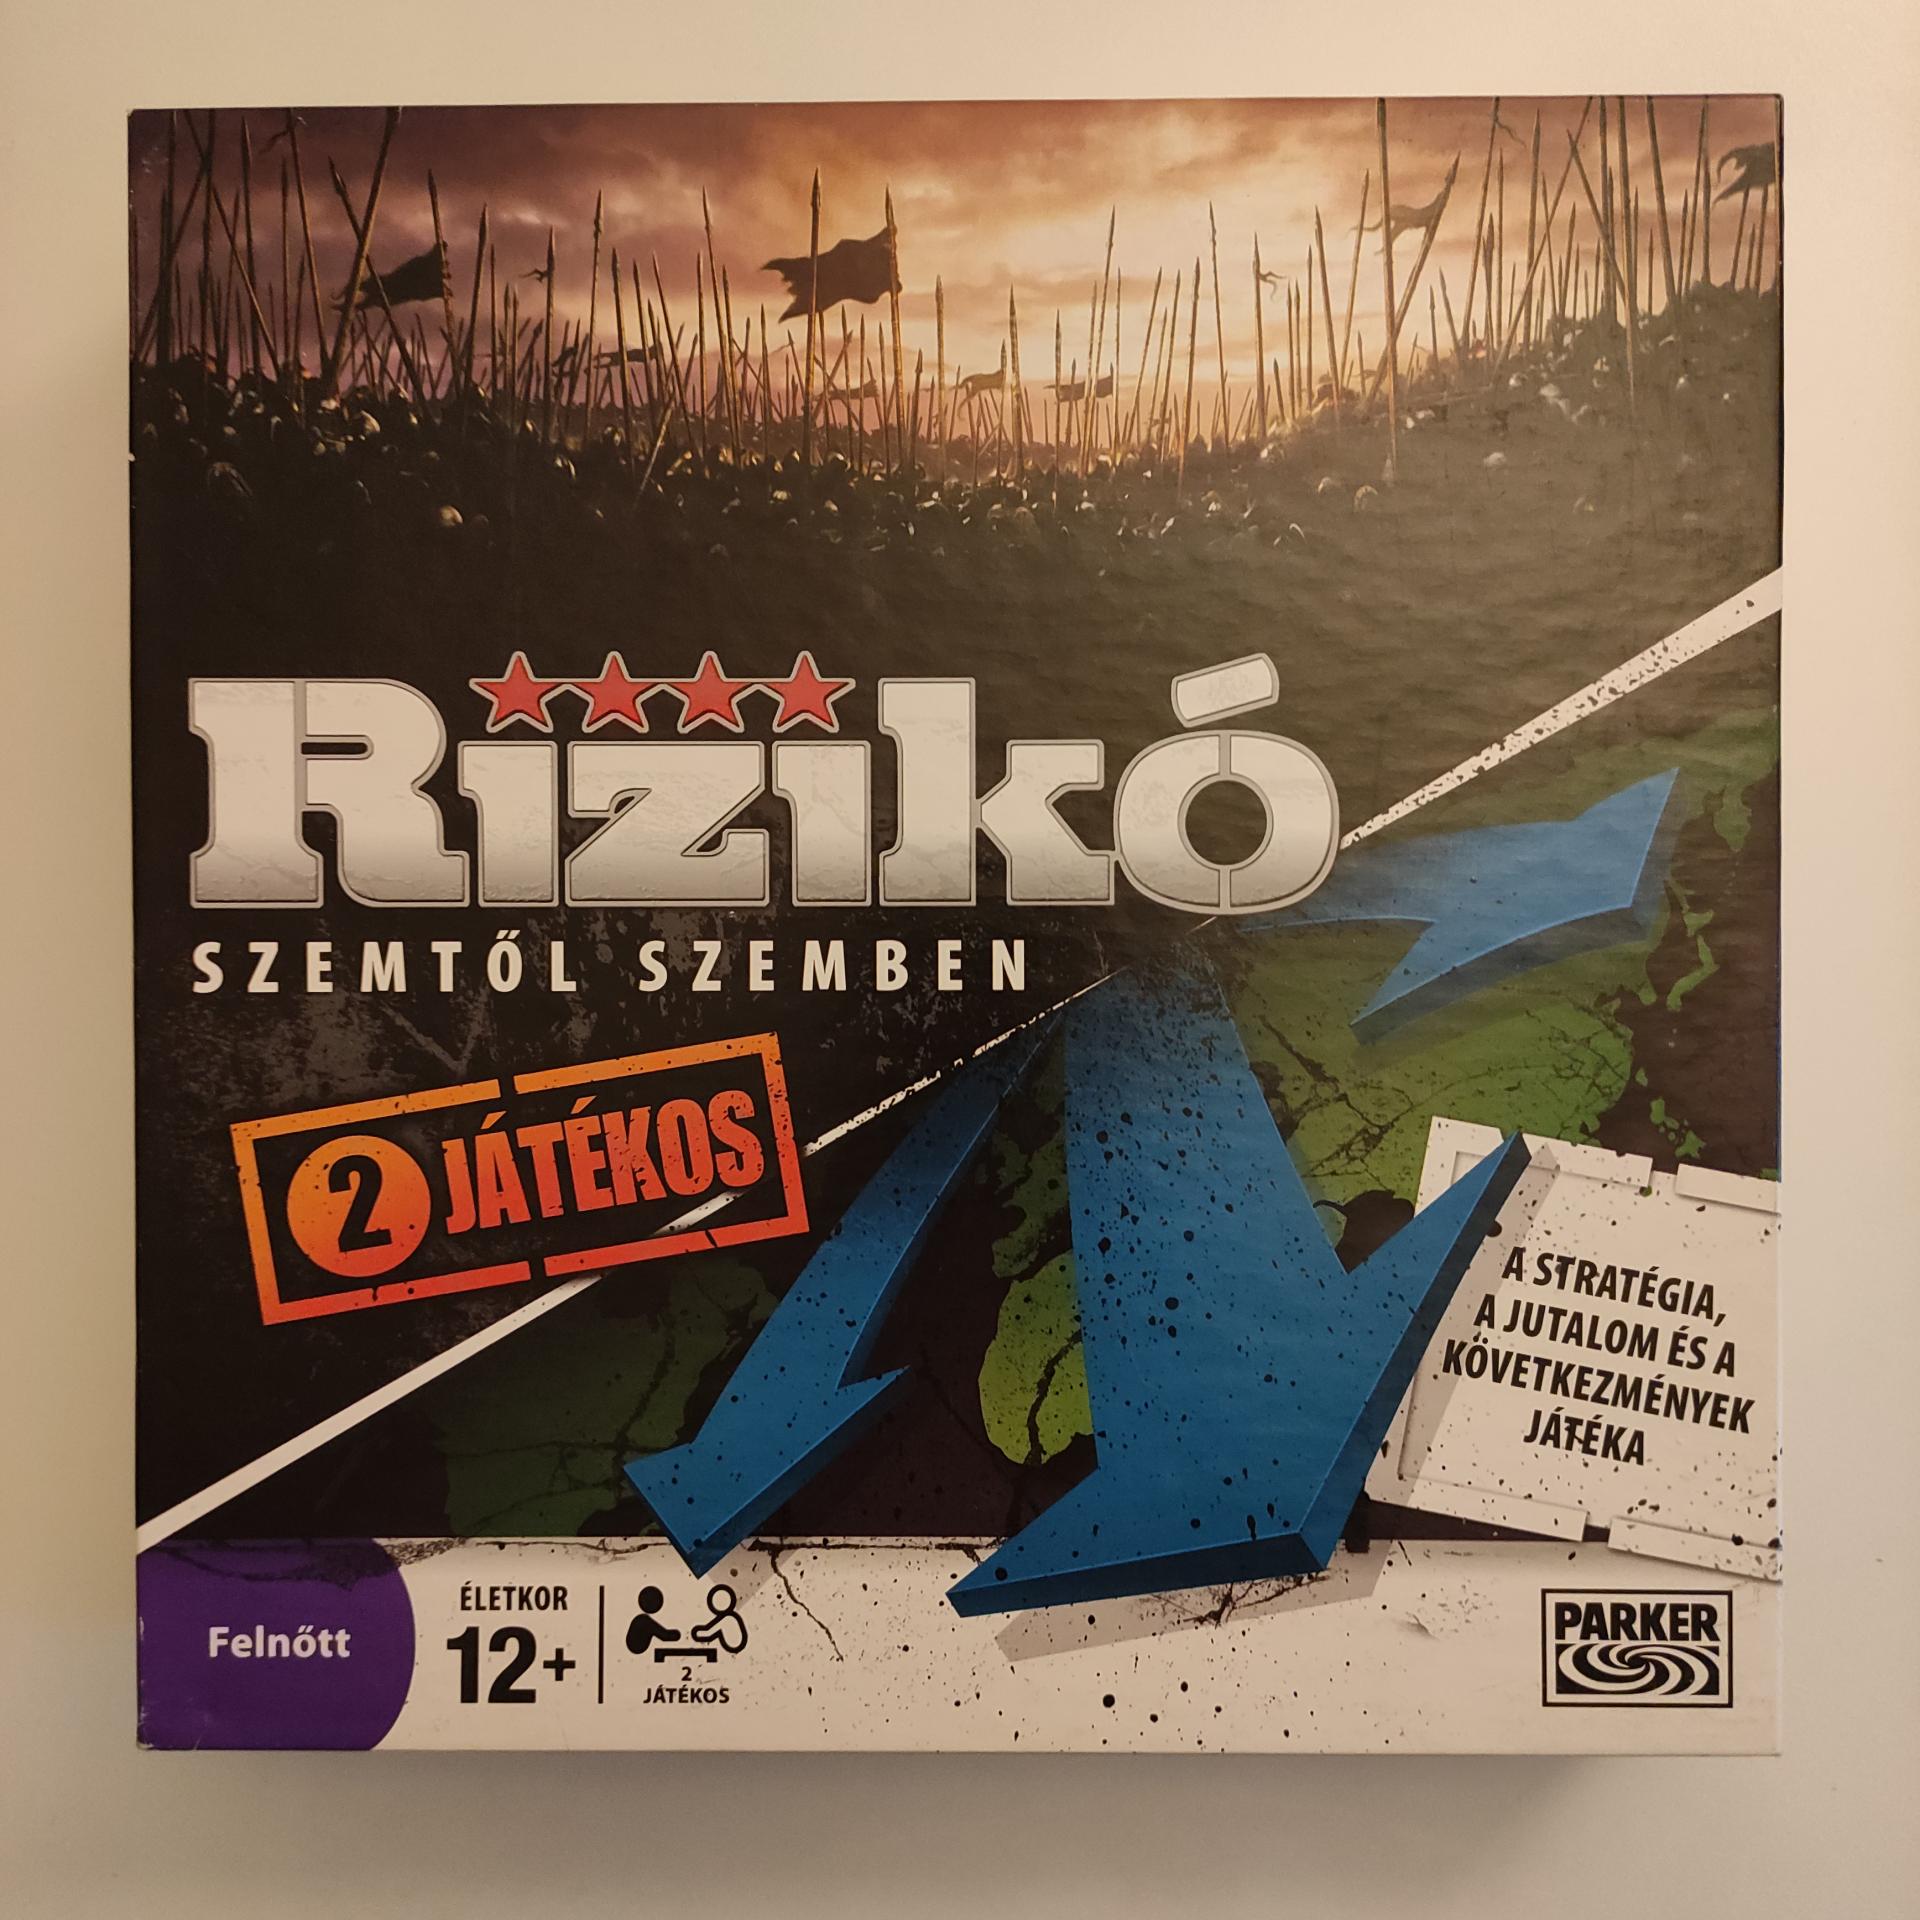 Rizikó
SZEMTŐL SZEMBEN
2 JÁTÉKOS
A STRATÉGIA,
A JUTALOM ÉS A
KÖVETKEZMÉNYEK
JÁTÉKA
Felnőtt
ÉLETKOR
12+
2
JÁTÉKOS
PARKER